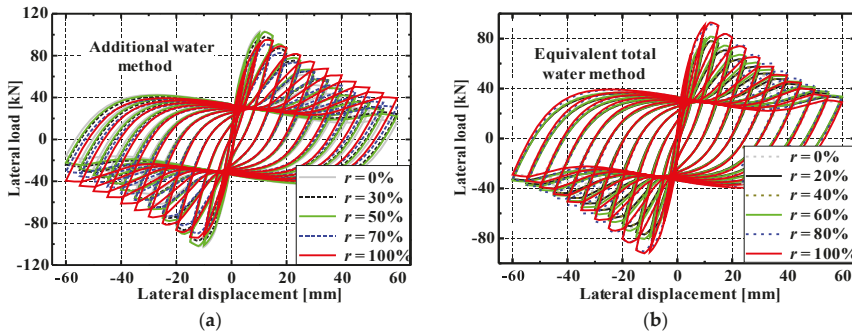 120
80
40
0
-40
-80
-120
Lateral load [kN]
Additional water
method
r = 0%
r = 30%
r = 50%
r = 70%
r = 100%
-60 -40 -20 0 20 40 60
Lateral displacement [mm]
(a)
80
40
0
-40
-80
Lateral load [kN]
Equivalent total
water method
r = 0%
r = 20%
r = 40%
r = 60%
r = 80%
r = 100%
-60 -40 -20 0 20 40 60
Lateral displacement [mm]
(b)